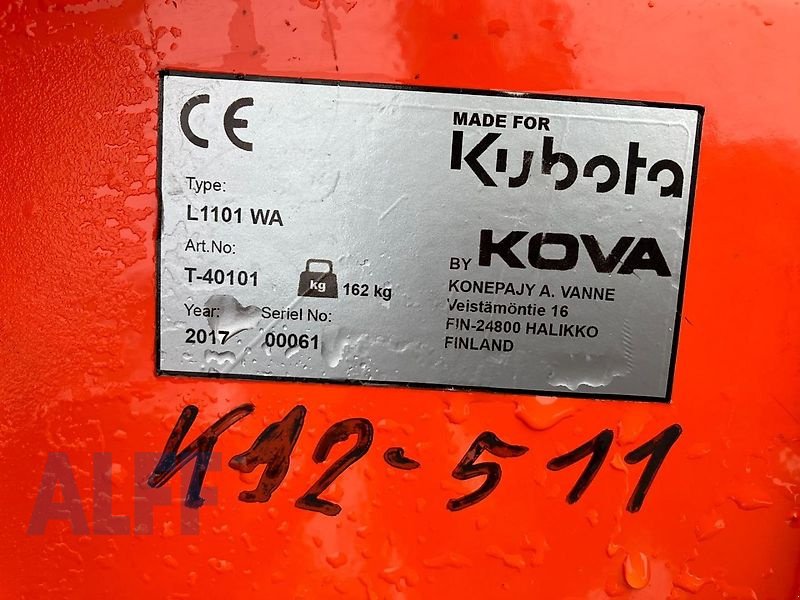 CE
MADE FOR
Kubota
Type:
L1101 WA
Art.No:
T-40101
kg
162 kg
Year:
Seriel No:
2017
00061
BY KOVA
KONEPAJY A. VANNE
Veistämöntie 16
FIN-24800 HALIKKO
FINLAND
K12-511
ALFF